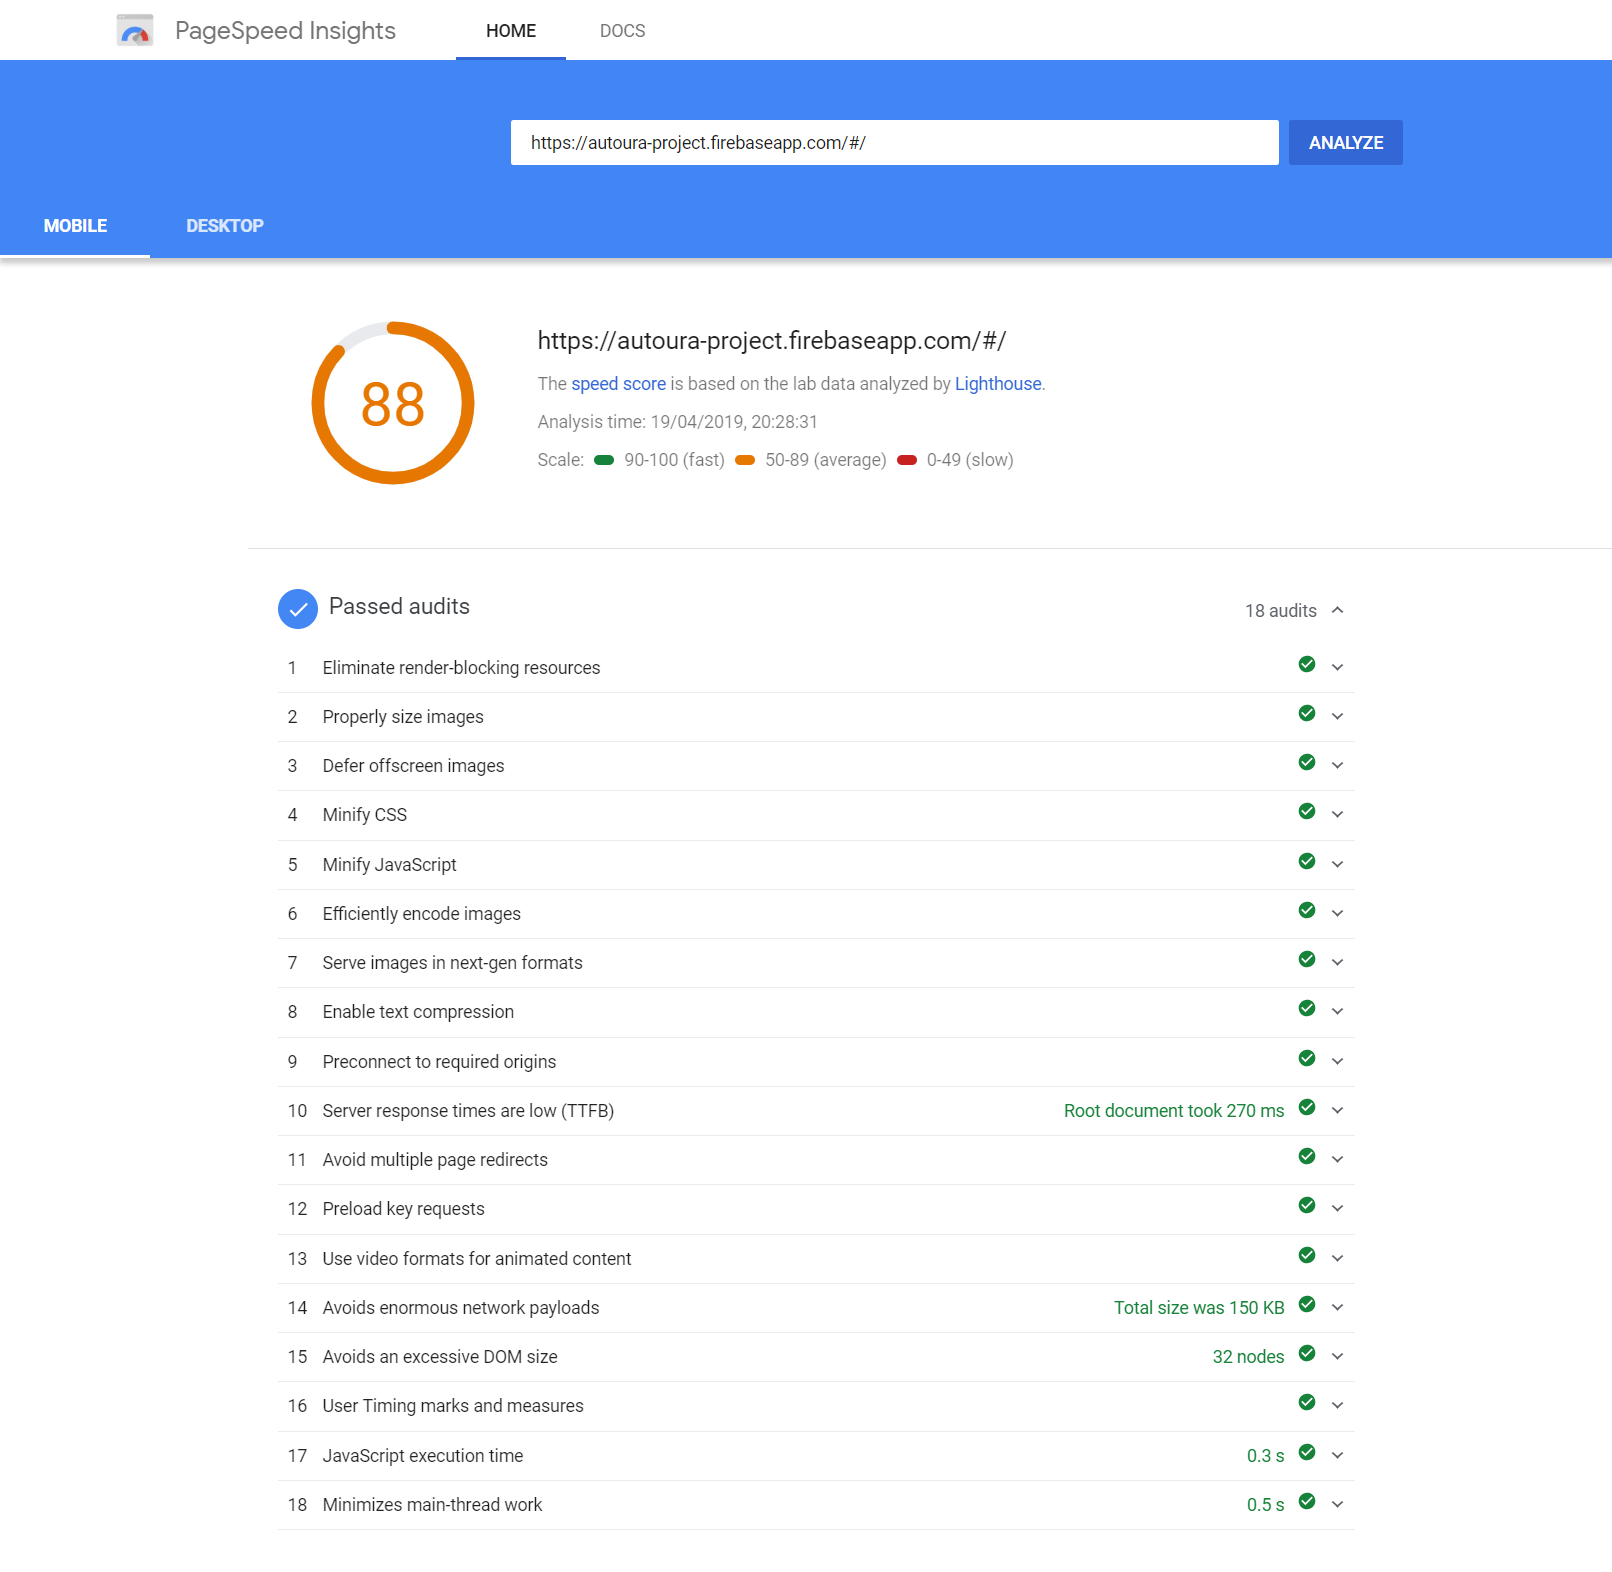 PageSpeed Insights HOME DOCS
https://autoura-project.firebaseapp.com/#/ ANALYZE
MOBILE DESKTOP
88
https://autoura-project.firebaseapp.com/#/
The speed score is based on the lab data analyzed by Lighthouse.
Analysis time: 19/04/2019, 20:28:31
Scale: 90-100 (fast) 50-89 (average) 0-49 (slow)
Passed audits 18 audits
1 Eliminate render-blocking resources
2 Properly size images
3 Defer offscreen images
4 Minify CSS
5 Minify JavaScript
6 Efficiently encode images
7 Serve images in next-gen formats
8 Enable text compression
9 Preconnect to required origins
10 Server response times are low (TTFB) Root document took 270 ms
11 Avoid multiple page redirects
12 Preload key requests
13 Use video formats for animated content
14 Avoids enormous network payloads Total size was 150 KB
15 Avoids an excessive DOM size 32 nodes
16 User Timing marks and measures
17 JavaScript execution time 0.3 s
18 Minimizes main-thread work 0.5 s